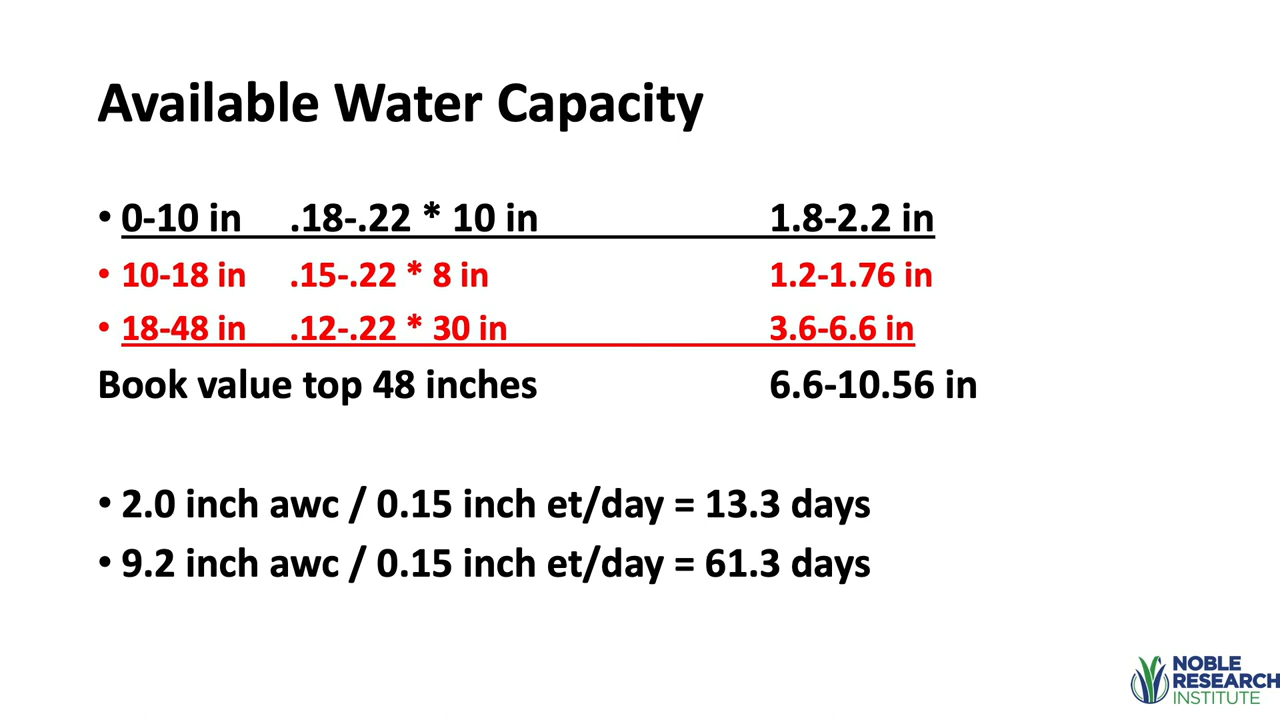 Available Water Capacity
• 0-10 in .18-.22 * 10 in 1.8-2.2 in
• 10-18 in .15-.22 * 8 in 1.2-1.76 in
• 18-48 in .12-.22 * 30 in 3.6-6.6 in
Book value top 48 inches 6.6-10.56 in
• 2.0 inch awc / 0.15 inch et/day = 13.3 days
• 9.2 inch awc / 0.15 inch et/day = 61.3 days
NOBLE
RESEARCH
INSTITUTE